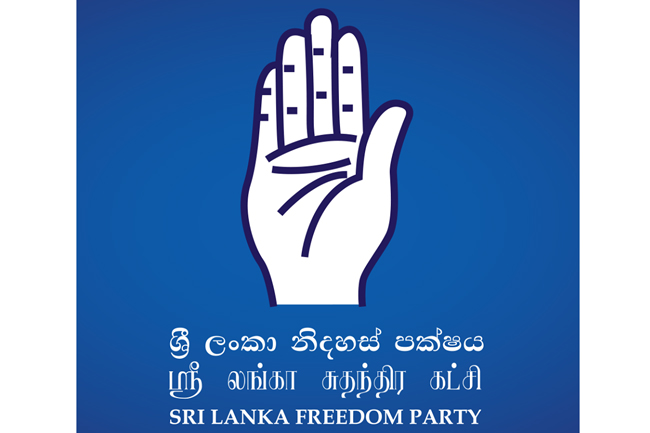 ශ්‍රී ලංකා නිදහස් පක්ෂය
ஸ்ரீ லங்கா சுதந்திர கட்சி
SRI LANKA FREEDOM PARTY